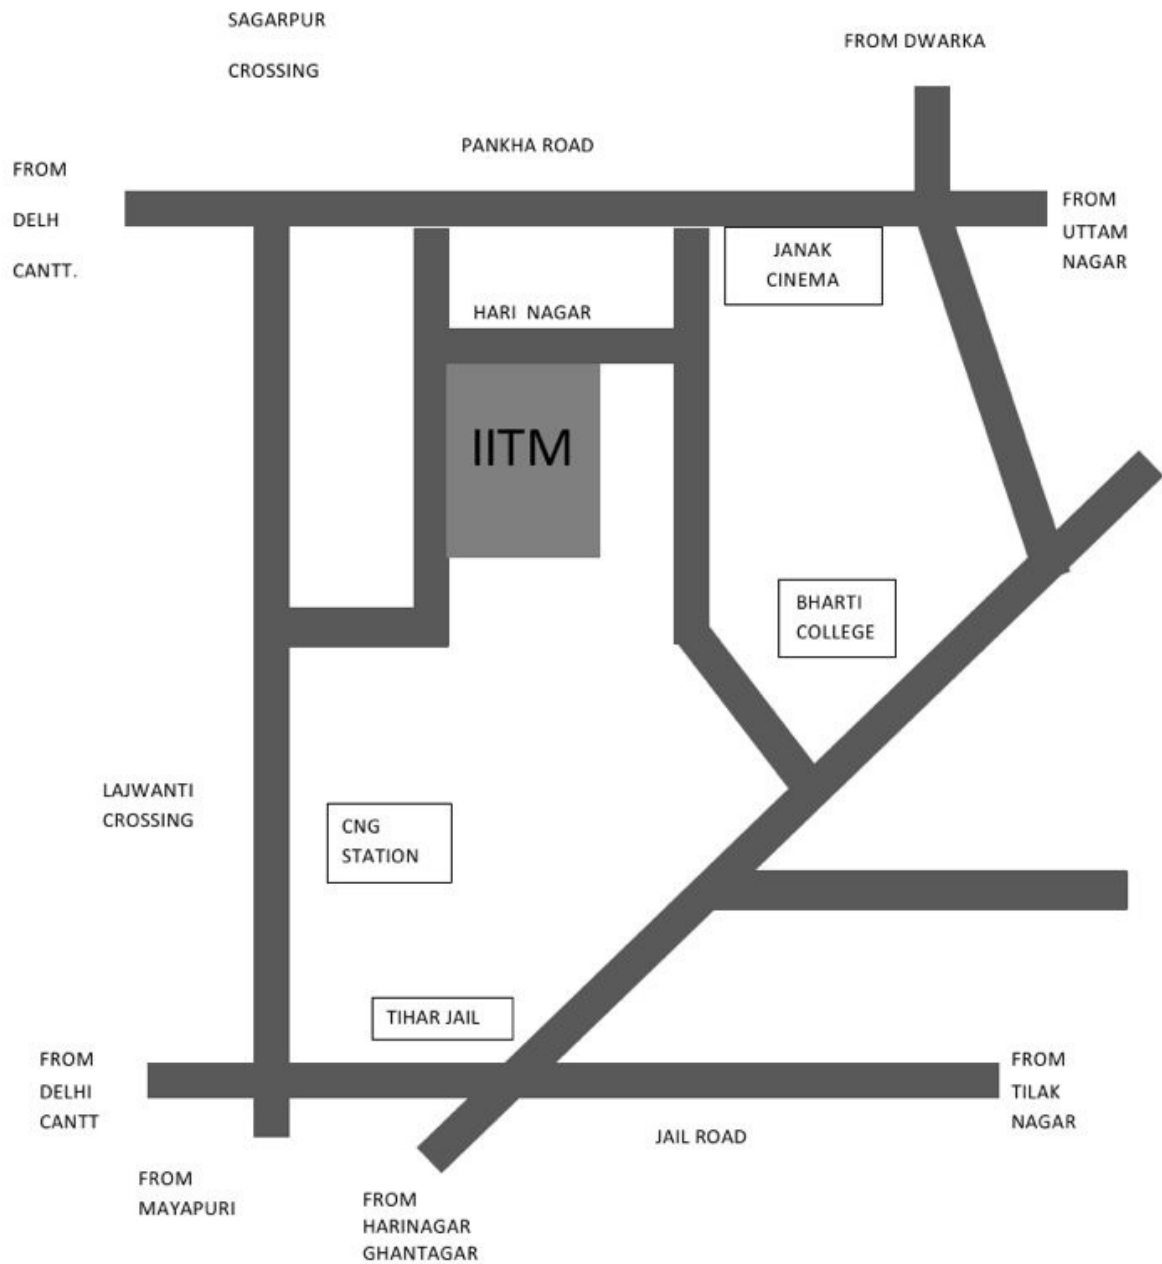 SAGARPUR
CROSSING
FROM DWARKA
PANKHA ROAD
FROM
DELH
CANTT.
FROM
UTTAM
NAGAR
JANAK
CINEMA
HARI NAGAR
IITM
BHARTI
COLLEGE
LAJWANTI
CROSSING
CNG
STATION
TIHAR JAIL
FROM
DELHI
CANTT
FROM
TILAK
NAGAR
JAIL ROAD
FROM
MAYAPURI
FROM
HARINAGAR
GHANTAGAR